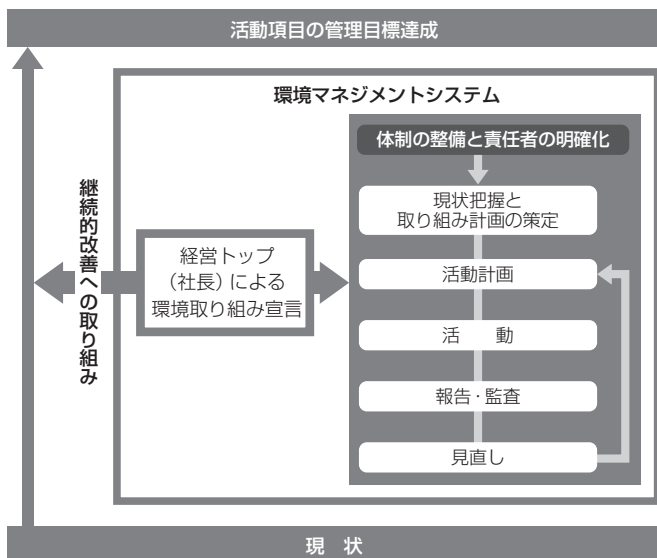 活動項目の管理目標達成
環境マネジメントシステム
体制の整備と責任者の明確化
現状把握と
取り組み計画の策定
継続的改善への取り組み
経営トップ
（社長）による
環境取り組み宣言
活動計画
活　動
報告・監査
見直し
現　状